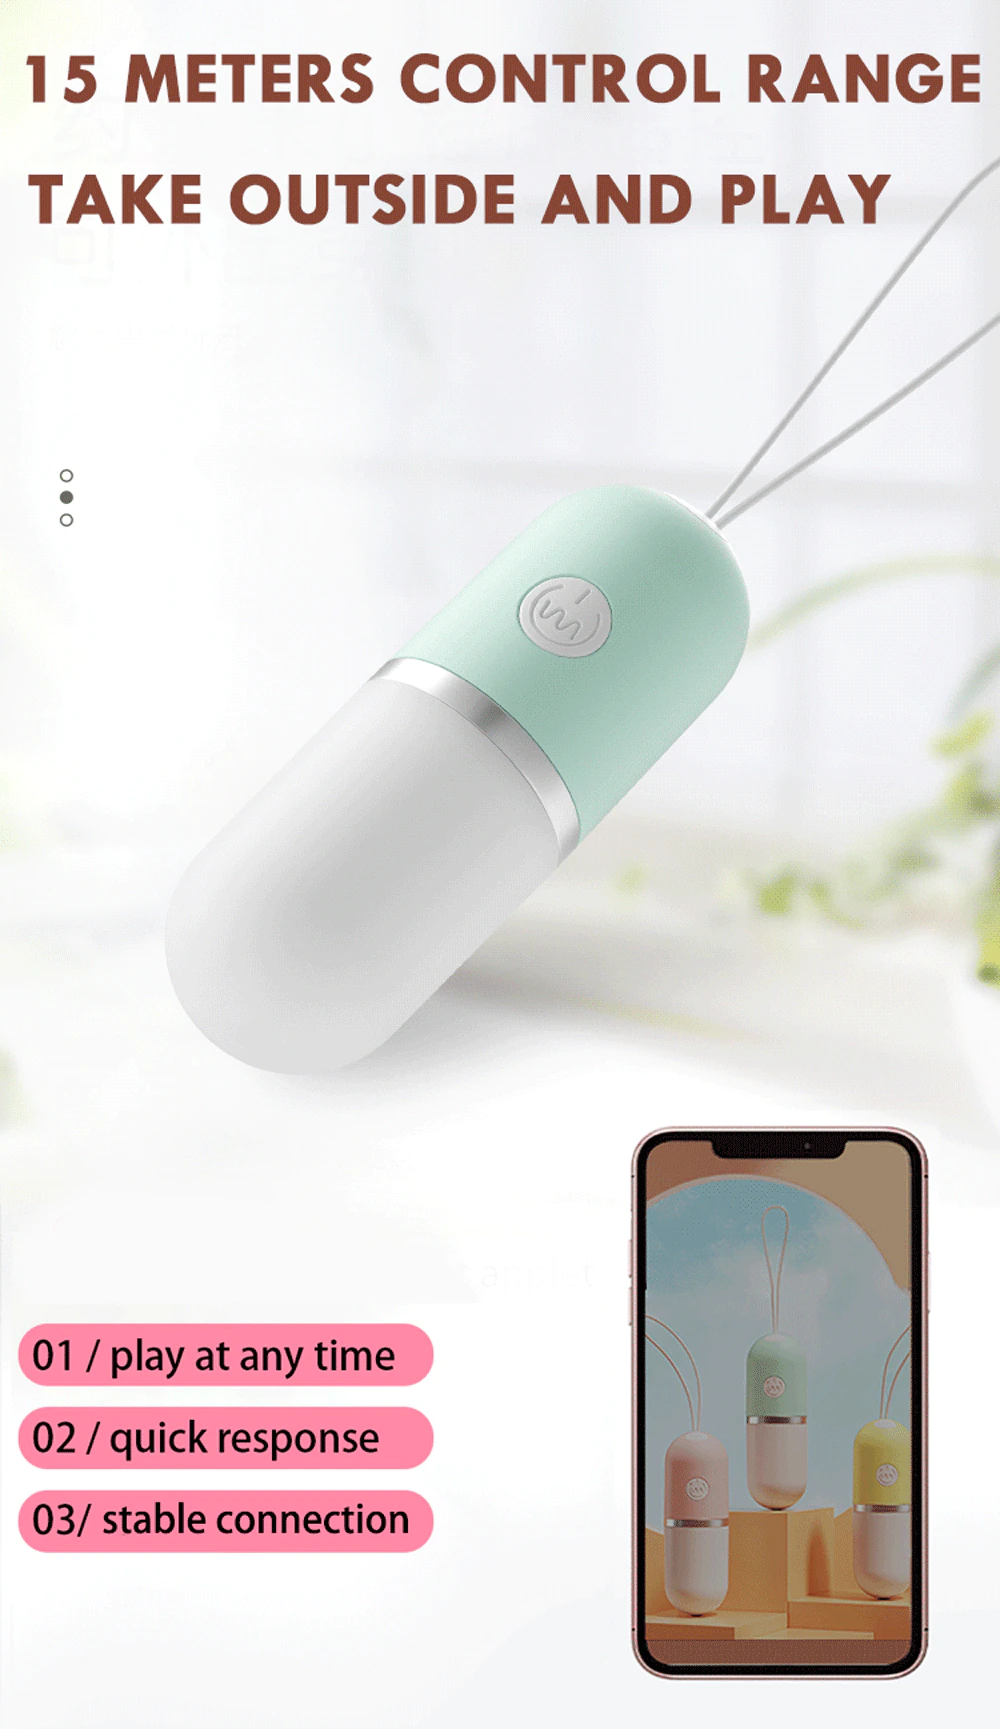 15 METERS CONTROL RANGE
TAKE OUTSIDE AND PLAY
01 / play at any time
02 / quick response
03/ stable connection